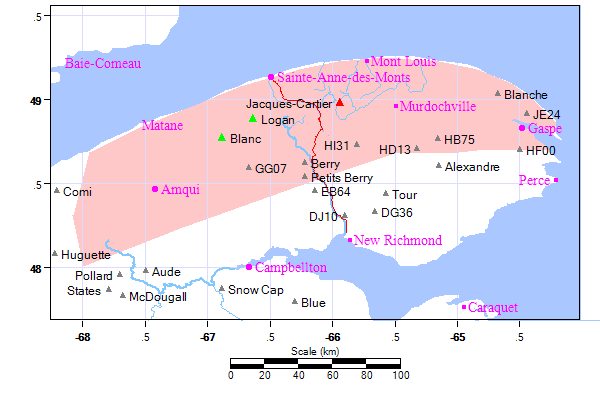 .5
Baie-Comeau
Mont Louis
Sainte-Anne-des-Monts
Blanche
49
Jacques-Cartier
Murdochville
JE24
Logan
Matane
Gaspe
Blanc
HI31
HB75
HD13
HF00
GG07
Berry
Alexandre
.5
Petits Berry
Perce
Comi
Amqui
EB64
Tour
DJ10
DG36
New Richmond
Huguette
48
Pollard
Aude
Campbellton
States
McDougall
Snow Cap
Blue
Caraquet
-68 .5 -67 .5 -66 .5 -65 .5
Scale (km)
0 20 40 60 80 100